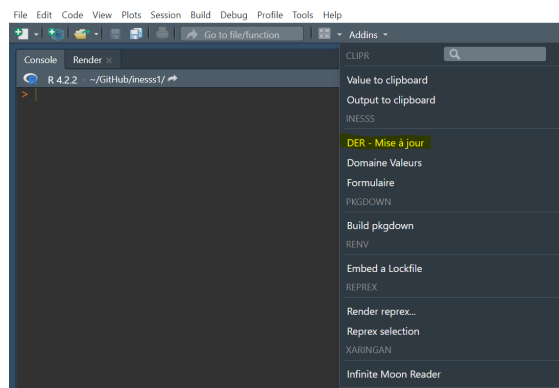 File Edit Code View Plots Session Build Debug Profile Tools Help
Go to file/function Addins
Console Render
R 4.2.2 · ~/GitHub/inesss1/
>
CLIPR
Value to clipboard
Output to clipboard
INESSS
DER - Mise à jour
Domaine Valeurs
Formulaire
PKGDOWN
Build pkgdown
RENV
Embed a Lockfile
REPREX
Render reprex...
Reprex selection
XARINGAN
Infinite Moon Reader